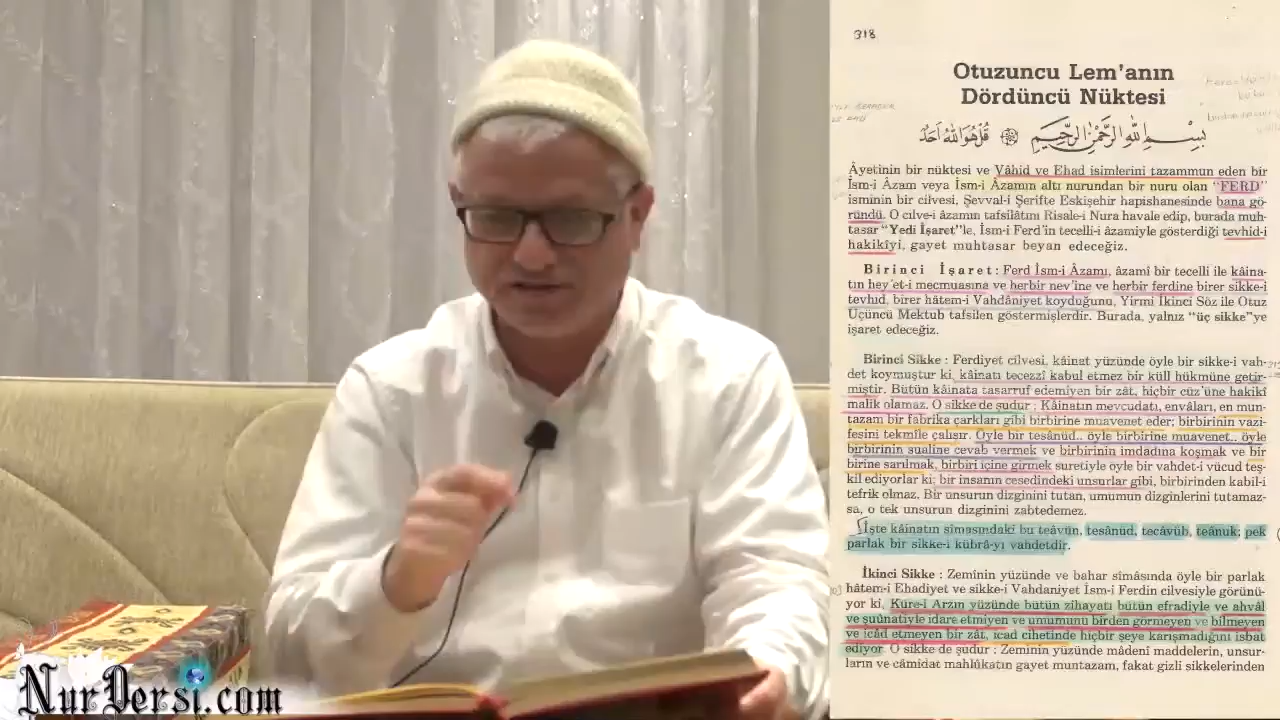 318
Otuzuncu Lem'anın
Dördüncü Nüktesi
بِسْمِ اللهِ الرَّحْمٰنِ الرَّحِيمِ ۞ قُلْ هُوَ اللهُ اَحَدٌ
Âyetinin bir nüktesi ve Vâhid ve Ehad isimlerini tazammun eden bir
İsm-i Âzam veya İsm-i Âzamın altı nurundan bir nuru olan "FERD"
isminin bir cilvesi, Şevval-i Şerifte Eskişehir hapishanesinde bana gö-
ründü. O cilve-i âzamın tafsilâtını Risale-i Nura havale edip, burada muh-
tasar "Yedi İşaret"le, İsm-i Ferd'in tecelli-i âzamiyle gösterdiği tevhid-i
hakikîyi, gayet muhtasar beyan edeceğiz.
Birinci İşaret: Ferd İsm-i Âzamı, âzamî bir tecelli ile kâina-
tın hey'et-i mecmuasına ve herbir nev'ine ve herbir ferdine birer sikke-i
tevhid, birer hâtem-i Vahdâniyet koyduğunu, Yirmi İkinci Söz ile Otuz
Üçüncü Mektub tafsilen göstermişlerdir. Burada, yalnız "üç sikke"ye
işaret edeceğiz.
Birinci Sikke : Ferdiyet cilvesi, kâinat yüzünde öyle bir sikke-i vah-
det koymuştur ki, kâinatı tecezzî kabul etmez bir küll hükmüne getir-
miştir. Bütün kâinata tasarruf edemiyen bir zât, hiçbir cüz'üne hakikî
malik olamaz. O sikke de şudur : Kâinatın mevcudatı, envâları, en mun-
tazam bir fabrika çarkları gibi birbirine muavenet eder; birbirinin vazi-
fesini tekmile çalışır. Öyle bir tesânüd.. öyle birbirine muavenet.. öyle
birbirinin sualine cevab vermek ve birbirinin imdadına koşmak ve bir
birine sarılmak, birbiri içine girmek suretiyle öyle bir vahdet-i vücud teş-
kil ediyorlar ki; bir insanın cesedindeki unsurlar gibi, birbirinden kabil-i
tefrik olmaz. Bir unsurun dizginini tutan, umumun dizginlerini tutamaz-
sa, o tek unsurun dizginini zabtedemez.
İşte kâinatın sîmasındaki bu teâvün, tesânüd, tecâvüb, teânuk; pek
parlak bir sikke-i kübrâ-yı vahdetdir.
İkinci Sikke : Zeminin yüzünde ve bahar sîmâsında öyle bir parlak
hâtem-i Ehadiyet ve sikke-i Vahdaniyet İsm-i Ferdin cilvesiyle görünü-
yor ki, Küre-i Arzın yüzünde bütün zîhayatı bütün efradiyle ve ahvâl
ve şuûnatiyle idare etmiyen ve umumunu birden görmeyen ve bilmeyen
ve icâd etmeyen bir zât, icad cihetinde hiçbir şeye karışmadığını isbat
ediyor. O sikke de şudur : Zeminin yüzünde mâdenî maddelerin, unsur-
ların ve câmidat mahlûkatın gayet muntazam, fakat gizli sikkelerinden
NurDersi.com